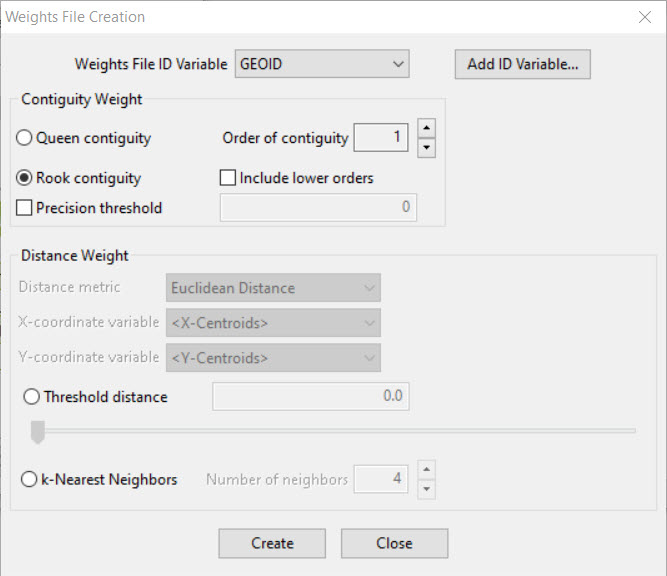 Weights File Creation
Weights File ID Variable GEOID Add ID Variable...
Contiguity Weight
Queen contiguity Order of contiguity 1
Rook contiguity Include lower orders
Precision threshold 0
Distance Weight
Distance metric Euclidean Distance
X-coordinate variable <X-Centroids>
Y-coordinate variable <Y-Centroids>
Threshold distance 0.0
k-Nearest Neighbors Number of neighbors 4
Create Close